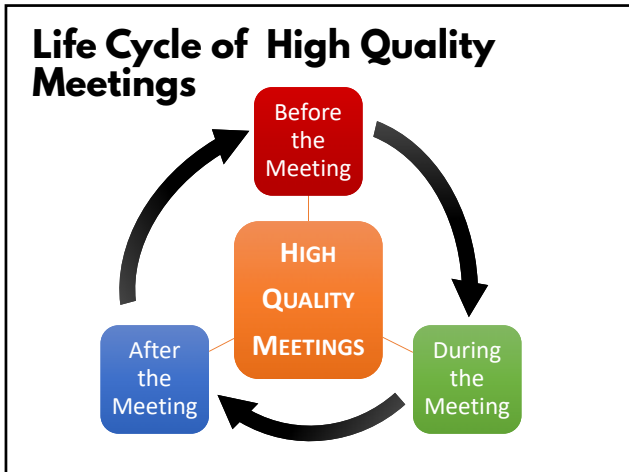 Life Cycle of High Quality
Meetings
Before
the
Meeting
HIGH
QUALITY
MEETINGS
After
the
Meeting
During
the
Meeting